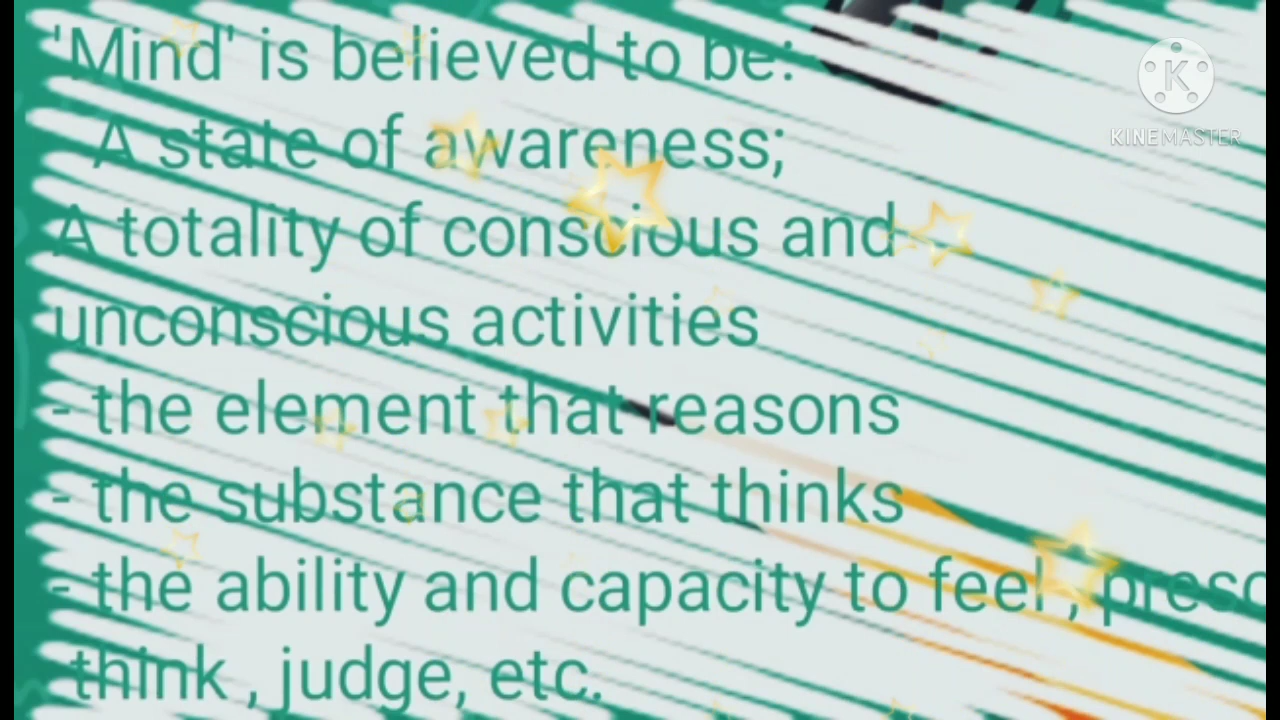 'Mind' is believed to be:
A state of awareness;
A totality of conscious and
unconscious activities
- the element that reasons
- the substance that thinks
- the ability and capacity to feel ,
think , judge, etc.
KINEMASTER